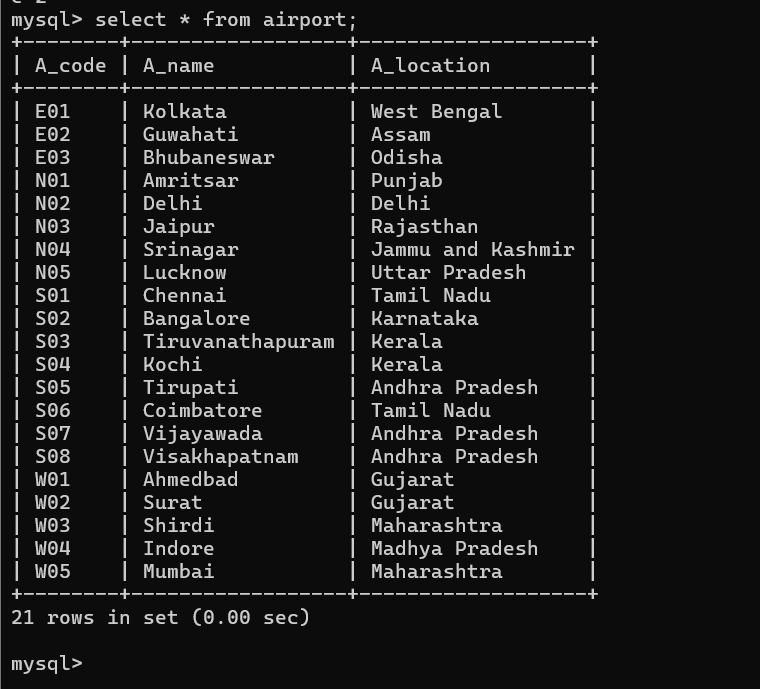 mysql> select * from airport;
+--------+------------------+-------------------+
| A_code | A_name           | A_location        |
+--------+------------------+-------------------+
| E01    | Kolkata          | West Bengal       |
| E02    | Guwahati         | Assam             |
| E03    | Bhubaneswar      | Odisha            |
| N01    | Amritsar         | Punjab            |
| N02    | Delhi            | Delhi             |
| N03    | Jaipur           | Rajasthan         |
| N04    | Srinagar         | Jammu and Kashmir |
| N05    | Lucknow          | Uttar Pradesh     |
| S01    | Chennai          | Tamil Nadu        |
| S02    | Bangalore        | Karnataka         |
| S03    | Tiruvanathapuram | Kerala            |
| S04    | Kochi            | Kerala            |
| S05    | Tirupati         | Andhra Pradesh    |
| S06    | Coimbatore       | Tamil Nadu        |
| S07    | Vijayawada       | Andhra Pradesh    |
| S08    | Visakhapatnam    | Andhra Pradesh    |
| W01    | Ahmedbad         | Gujarat           |
| W02    | Surat            | Gujarat           |
| W03    | Shirdi           | Maharashtra       |
| W04    | Indore           | Madhya Pradesh    |
| W05    | Mumbai           | Maharashtra       |
+--------+------------------+-------------------+
21 rows in set (0.00 sec)
mysql>